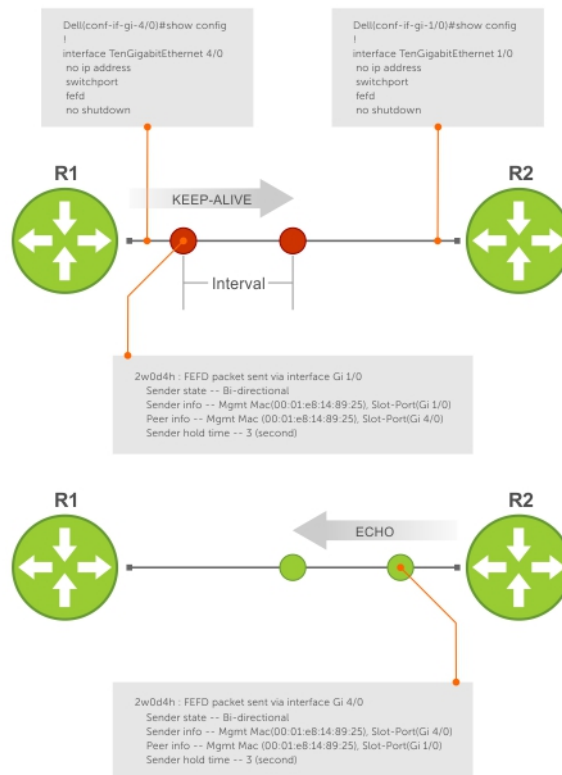 Dell(conf-if-gi-4/0)#show config
!
interface TenGigabitEthernet 4/0
no ip address
switchport
fefd
no shutdown
Dell(conf-if-gi-1/0)#show config
!
interface TenGigabitEthernet 1/0
no ip address
switchport
fefd
no shutdown
R1
R2
KEEP-ALIVE
Interval
2w0d4h : FEFD packet sent via interface Gi 1/0
Sender state -- Bi-directional
Sender info -- Mgmt Mac(00:01:e8:14:89:25), Slot-Port(Gi 1/0)
Peer info -- Mgmt Mac (00:01:e8:14:89:25), Slot-Port(Gi 4/0)
Sender hold time -- 3 (second)
R1
R2
ECHO
2w0d4h : FEFD packet sent via interface Gi 4/0
Sender state -- Bi-directional
Sender info -- Mgmt Mac(00:01:e8:14:89:25), Slot-Port(Gi 4/0)
Peer info -- Mgmt Mac (00:01:e8:14:89:25), Slot-Port(Gi 1/0)
Sender hold time -- 3 (second)